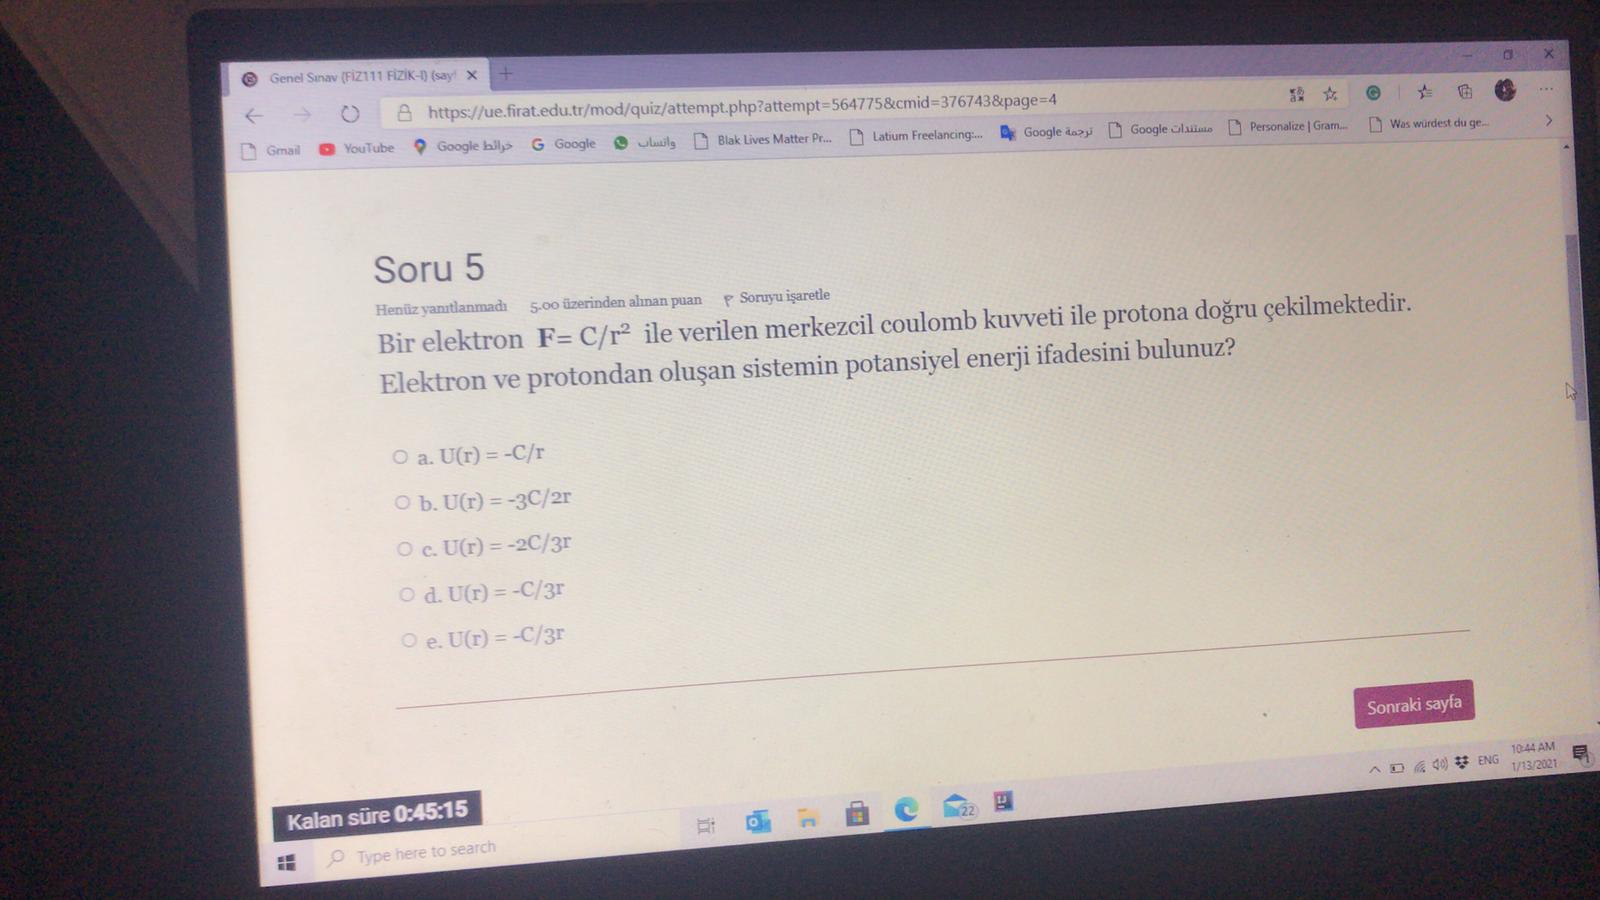 Genel Sınav (FİZ111 FİZİK-I) (sayf
https://ue.firat.edu.tr/mod/quiz/attempt.php?attempt=564775&cmid=376743&page=4
Gmail YouTube خرائط Google Google واتساب Blak Lives Matter Pr... Latium Freelancing:... ترجمة Google مستندات Google Personalize | Gram... Was würdest du ge...
Soru 5
Henüz yanıtlanmadı 5.00 üzerinden alınan puan Soruyu işaretle
Bir elektron F= C/r² ile verilen merkezcil coulomb kuvveti ile protona doğru çekilmektedir.
Elektron ve protondan oluşan sistemin potansiyel enerji ifadesini bulunuz?
a. U(r) = -C/r
b. U(r) = -3C/2r
c. U(r) = -2C/3r
d. U(r) = -C/3r
e. U(r) = -C/3r
Sonraki sayfa
Kalan süre 0:45:15
Type here to search
22
ENG
10:44 AM
1/13/2021
1